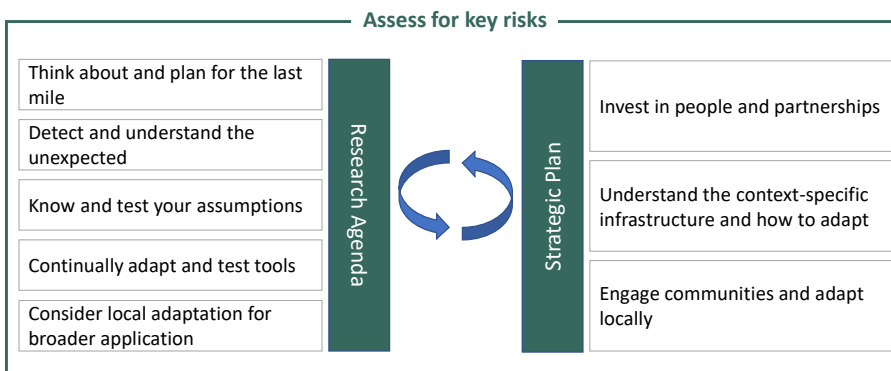 Assess for key risks
Think about and plan for the last
mile
Detect and understand the
unexpected
Know and test your assumptions
Continually adapt and test tools
Consider local adaptation for
broader application
Research Agenda
Strategic Plan
Invest in people and partnerships
Understand the context-specific
infrastructure and how to adapt
Engage communities and adapt
locally